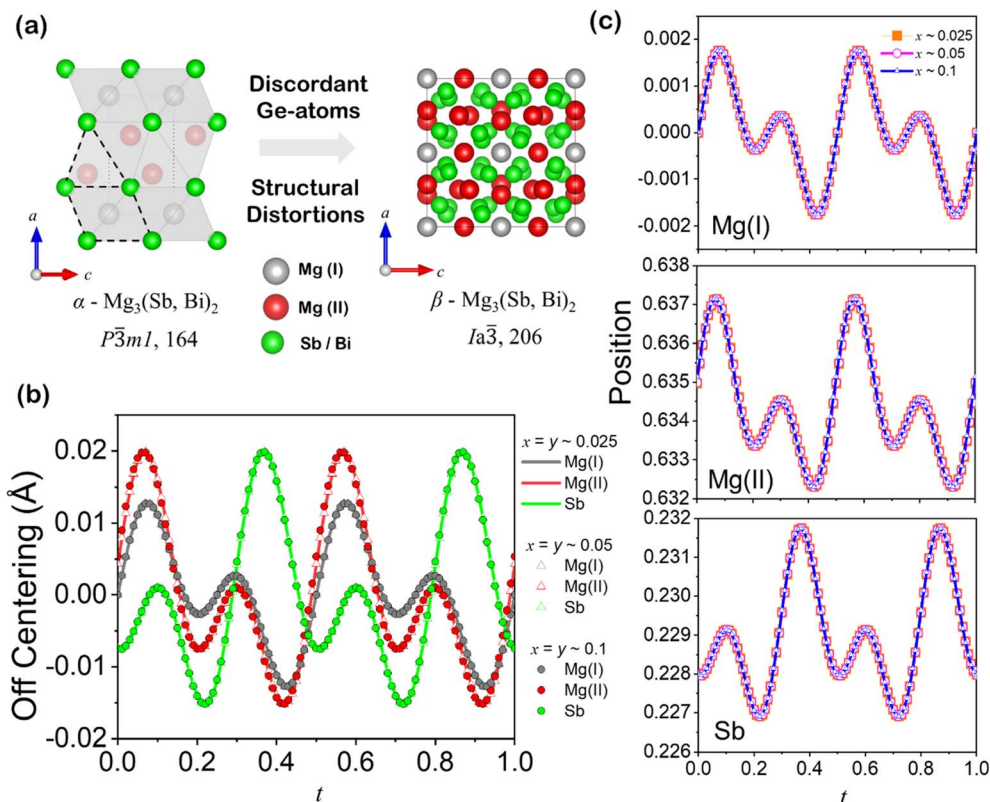 (a)
Discordant
Ge-atoms
Structural
Distortions
a
c
a
c
Mg (I)
Mg (II)
Sb / Bi
α - Mg₃(Sb, Bi)₂
P3̅m1, 164
β - Mg₃(Sb, Bi)₂
Ia3̅, 206
(b)
Off Centering (Å)
0.02
0.01
0.00
-0.01
-0.02
0.0 0.2 0.4 0.6 0.8 1.0
t
x = y ~ 0.025
Mg(I)
Mg(II)
Sb
x = y ~ 0.05
Mg(I)
Mg(II)
Sb
x = y ~ 0.1
Mg(I)
Mg(II)
Sb
(c)
Position
0.002
0.001
0.000
-0.001
-0.002
x ~ 0.025
x ~ 0.05
x ~ 0.1
Mg(I)
0.638
0.637
0.636
0.635
0.634
0.633
0.632
Mg(II)
0.232
0.231
0.230
0.229
0.228
0.227
0.226
Sb
0.0 0.2 0.4 0.6 0.8 1.0
t